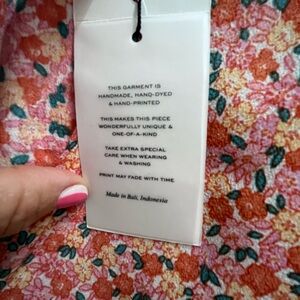 THIS GARMENT IS
HANDMADE, HAND-DYED
& HAND-PRINTED
THIS MAKES THIS PIECE
WONDERFULLY UNIQUE &
ONE-OF-A-KIND
TAKE EXTRA SPECIAL
CARE WHEN WEARING
& WASHING
PRINT MAY FADE WITH TIME
Made in Bali, Indonesia